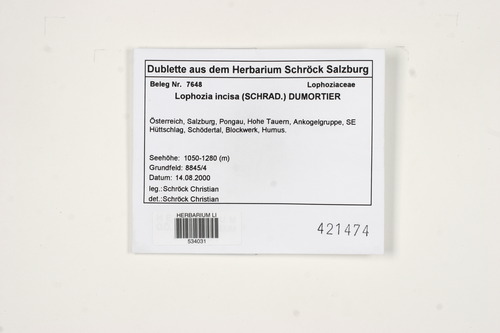 Dublette aus dem Herbarium Schröck Salzburg
Beleg Nr. 7648 Lophoziaceae
Lophozia incisa (SCHRAD.) DUMORTIER
Österreich, Salzburg, Pongau, Hohe Tauern, Ankogelgruppe, SE
Hüttschlag, Schödertal, Blockwerk, Humus.
Seehöhe: 1050-1280 (m)
Grundfeld: 8845/4
Datum: 14.08.2000
leg.:Schröck Christian
det.:Schröck Christian
HERBARIUM LI
534031
421474